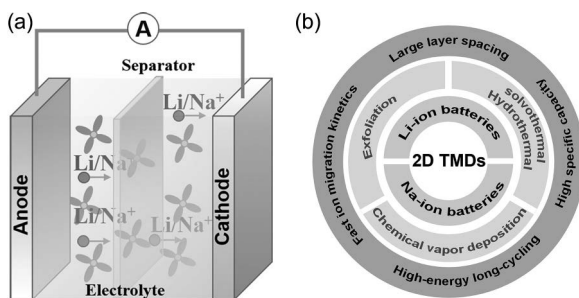 (a)
A
Separator
Li/Na⁺
Li/Na⁺
Li/Na⁺
Li/Na⁺
Anode
Cathode
Electrolyte
(b)
Large layer spacing
High specific capacity
High-energy long-cycling
Fast ion migration kinetics
Exfoliation
solvothermal
Hydrothermal
Chemical vapor deposition
Li-ion batteries
2D TMDs
Na-ion batteries